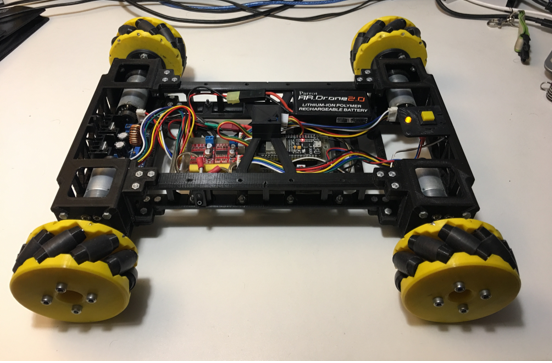 Parrot
AR.Drone2.0
LITHIUM-ION POLYMER
RECHARGEABLE BATTERY